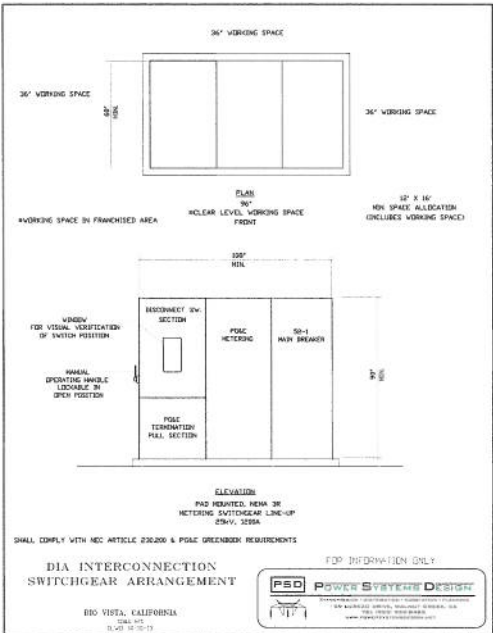 36" WORKING SPACE
36" WORKING SPACE
60"
MIN.
36" WORKING SPACE
PLAN
96"
*CLEAR LEVEL WORKING SPACE
FRONT
*WORKING SPACE IN FRANCHISED AREA
12' X 16'
MIN. SPACE ALLOCATION
(INCLUDES WORKING SPACE)
MIN.
DISCONNECT SW.
SECTION
WINDOW
FOR VISUAL VERIFICATION
OF SWITCH POSITION
PG&E
METERING
52-1
MAIN BREAKER
MANUAL
OPERATING HANDLE
LOCKABLE IN
OPEN POSITION
90"
MIN.
PG&E
TERMINATION
PULL SECTION
ELEVATION
PAD MOUNTED, NEMA 3R
METERING SWITCHGEAR LINE-UP
25kV, 1200A
SHALL COMPLY WITH NEC ARTICLE 230.200 & PG&E GREENBOOK REQUIREMENTS
DIA INTERCONNECTION
SWITCHGEAR ARRANGEMENT
RIO VISTA, CALIFORNIA
FOR INFORMATION ONLY
PSD POWER SYSTEMS DESIGN